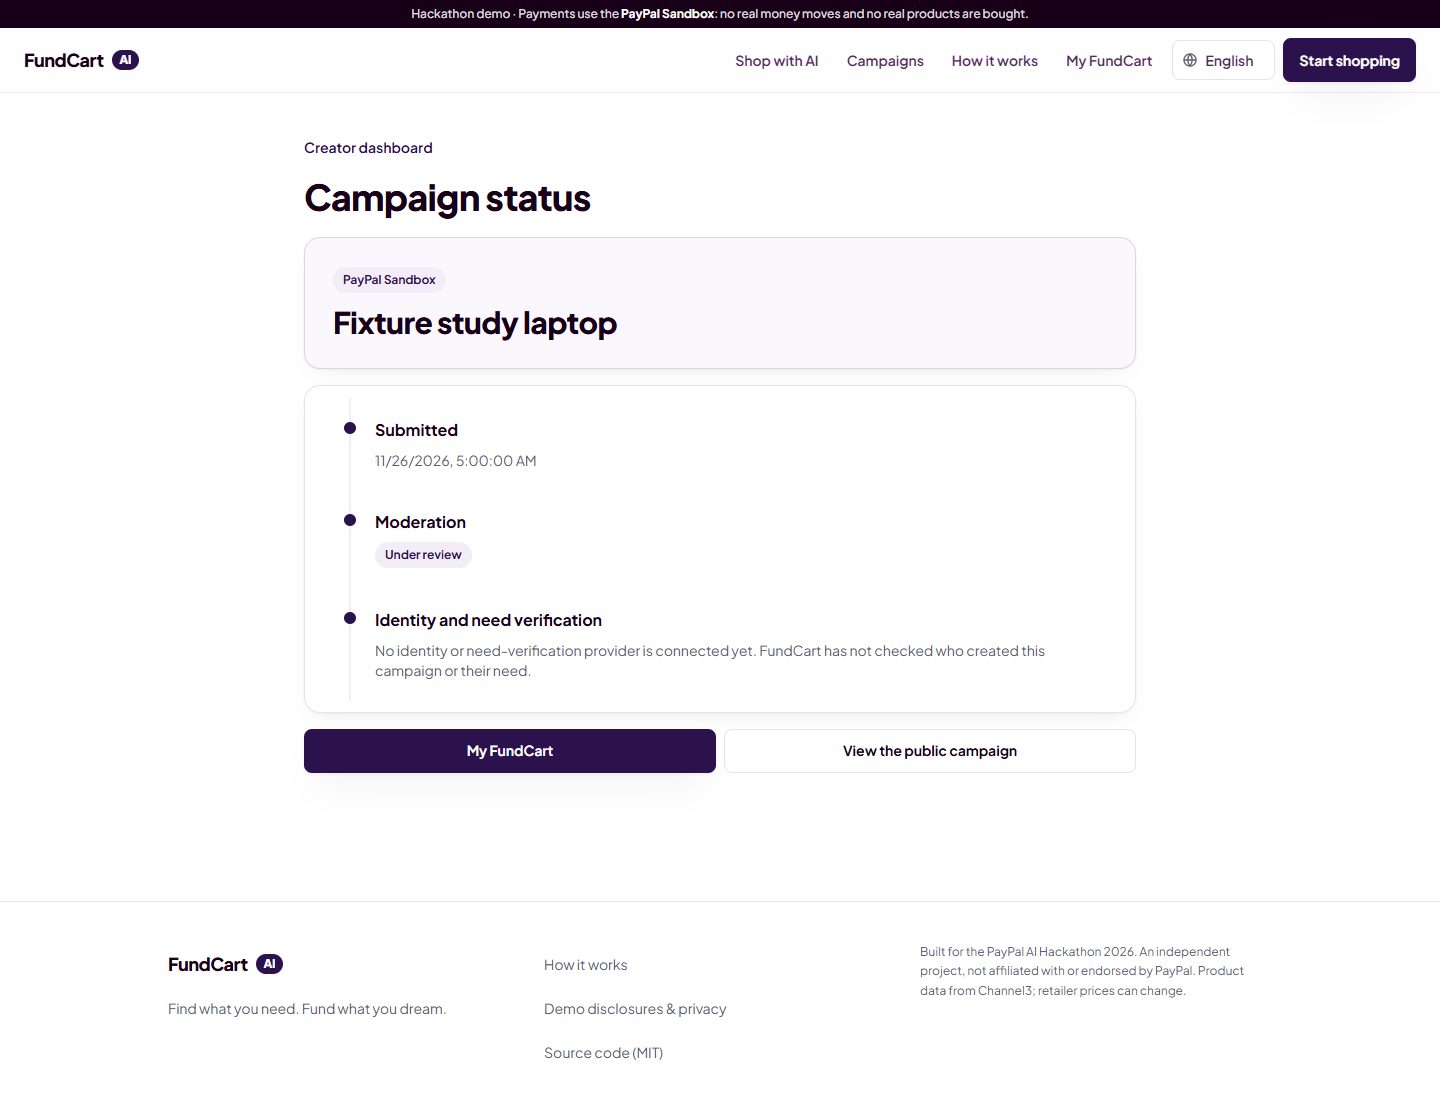 Hackathon demo · Payments use the PayPal Sandbox: no real money moves and no real products are bought.
FundCart AI
Shop with AI
Campaigns
How it works
My FundCart
English
Start shopping
Creator dashboard
Campaign status
PayPal Sandbox
Fixture study laptop
Submitted
11/26/2026, 5:00:00 AM
Moderation
Under review
Identity and need verification
No identity or need-verification provider is connected yet. FundCart has not checked who created this
campaign or their need.
My FundCart
View the public campaign
FundCart AI
Find what you need. Fund what you dream.
How it works
Demo disclosures & privacy
Source code (MIT)
Built for the PayPal AI Hackathon 2026. An independent
project, not affiliated with or endorsed by PayPal. Product
data from Channel3; retailer prices can change.